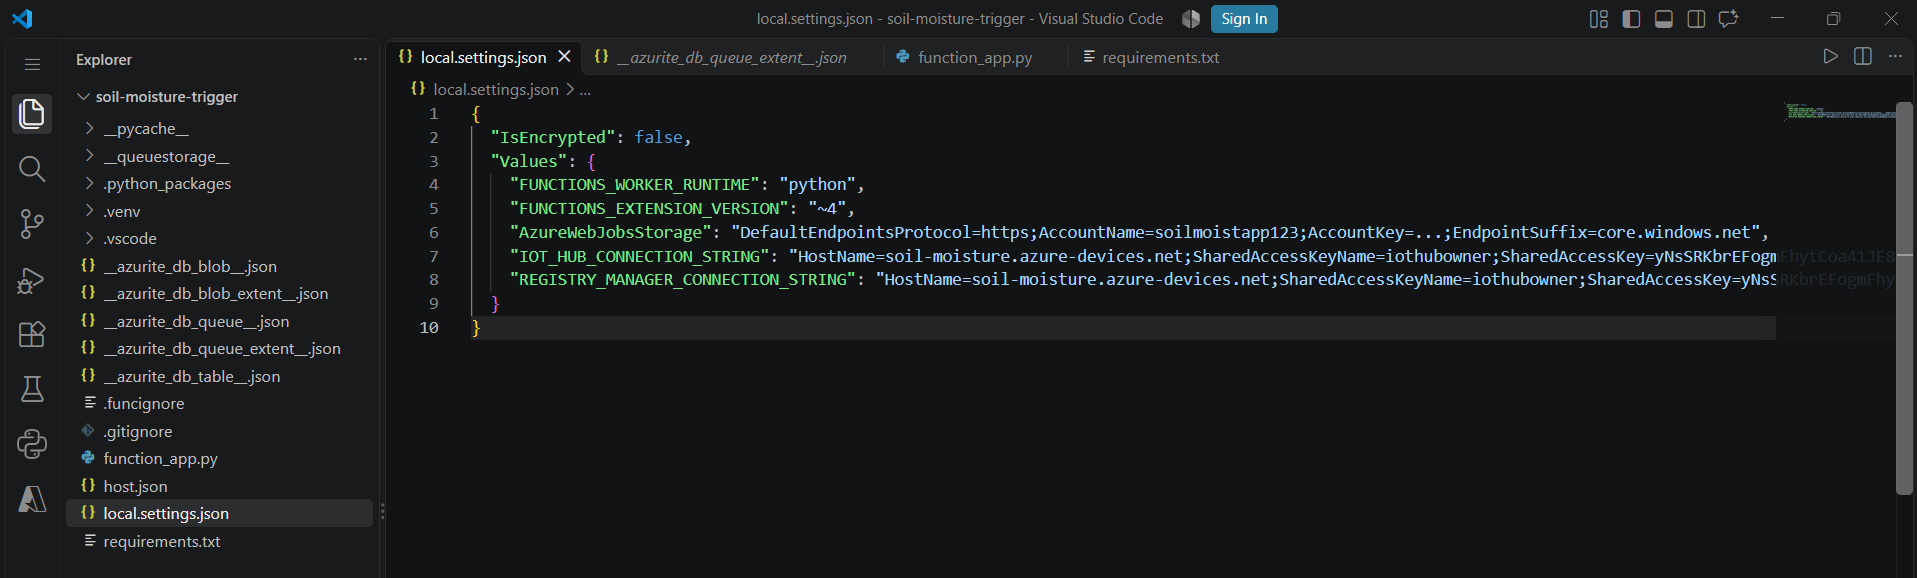 local.settings.json - soil-moisture-trigger - Visual Studio Code
Sign In
Explorer
...
soil-moisture-trigger
__pycache__
__queuestorage__
.python_packages
.venv
.vscode
__azurite_db_blob__.json
__azurite_db_blob_extent__.json
__azurite_db_queue__.json
__azurite_db_queue_extent__.json
__azurite_db_table__.json
.funcignore
.gitignore
function_app.py
host.json
local.settings.json
requirements.txt
local.settings.json
__azurite_db_queue_extent__.json
function_app.py
requirements.txt
local.settings.json > ...
1 {
2 "IsEncrypted": false,
3 "Values": {
4 "FUNCTIONS_WORKER_RUNTIME": "python",
5 "FUNCTIONS_EXTENSION_VERSION": "~4",
6 "AzureWebJobsStorage": "DefaultEndpointsProtocol=https;AccountName=soilmoistapp123;AccountKey=...;EndpointSuffix=core.windows.net",
7 "IOT_HUB_CONNECTION_STRING": "HostName=soil-moisture.azure-devices.net;SharedAccessKeyName=iothubowner;SharedAccessKey=yNsSRKbrEFogmFhytCoa41JE8
8 "REGISTRY_MANAGER_CONNECTION_STRING": "HostName=soil-moisture.azure-devices.net;SharedAccessKeyName=iothubowner;SharedAccessKey=yNsSRKbrEFogmFhy
9 }
10 }